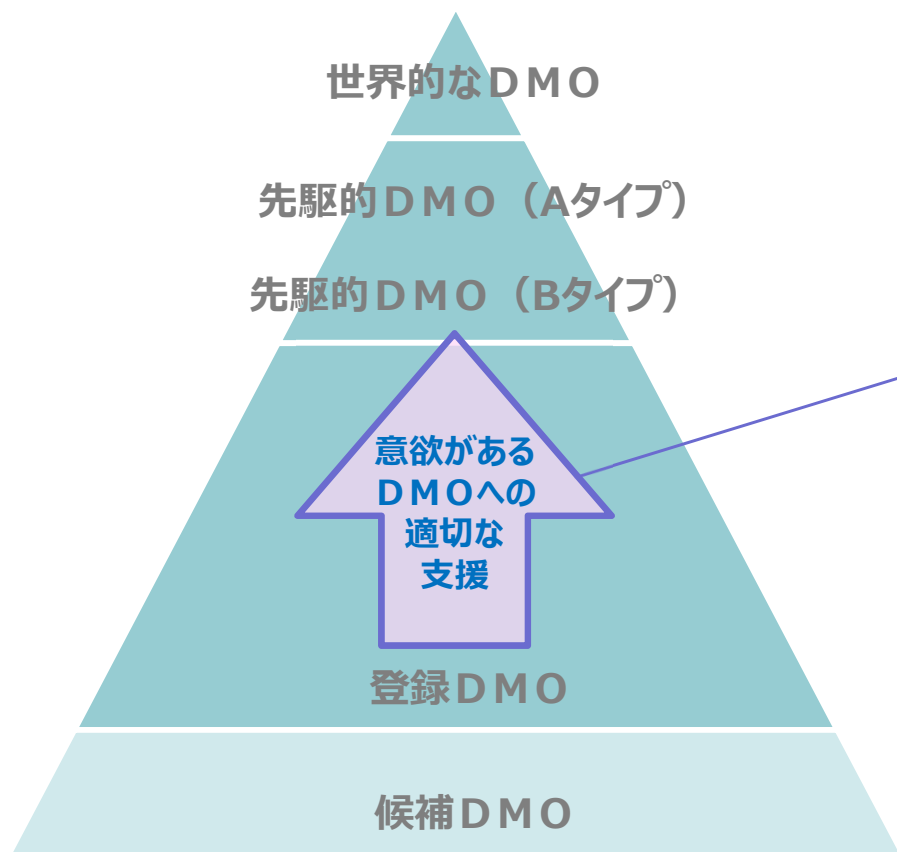 世界的なＤＭＯ
先駆的ＤＭＯ（Aタイプ）
先駆的ＤＭＯ（Bタイプ）
意欲がある
ＤＭＯへの
適切な
支援
登録ＤＭＯ
候補ＤＭＯ